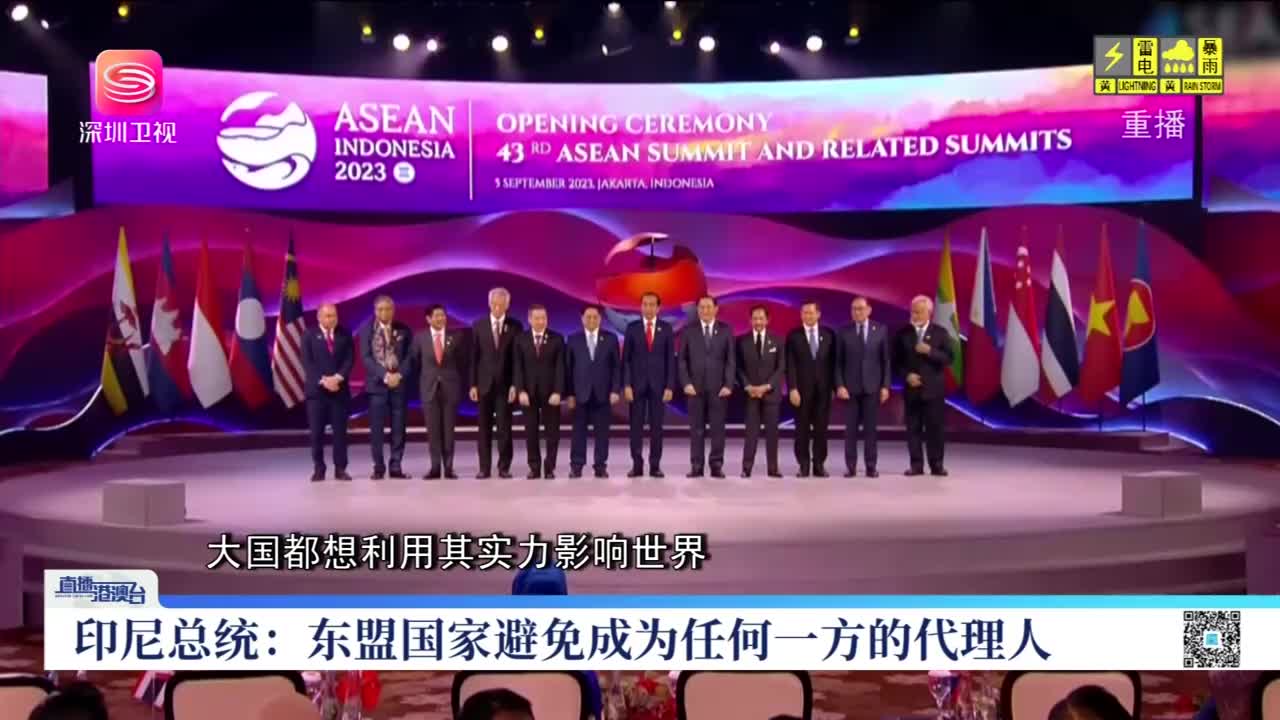 雷电
暴雨
黄 LIGHTNING 黄 RAIN STORM
深圳卫视
重播
ASEAN
INDONESIA
2023
OPENING CEREMONY
43 RD ASEAN SUMMIT AND RELATED SUMMITS
5 SEPTEMBER 2023, JAKARTA, INDONESIA
大国都想利用其实力影响世界
直播港澳台
印尼总统：东盟国家避免成为任何一方的代理人